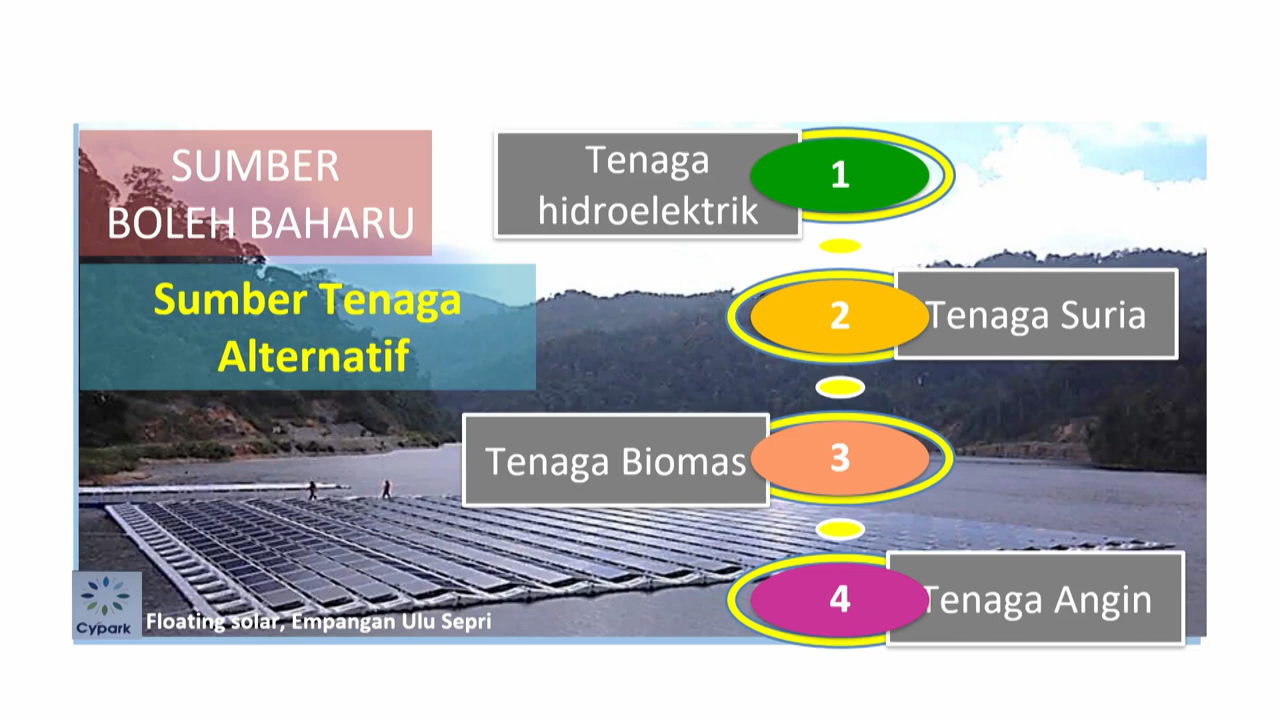 SUMBER
BOLEH BAHARU
Sumber Tenaga
Alternatif
Tenaga
hidroelektrik
1
2
Tenaga Suria
Tenaga Biomas
3
4
Tenaga Angin
Cypark
Floating solar, Empangan Ulu Sepri